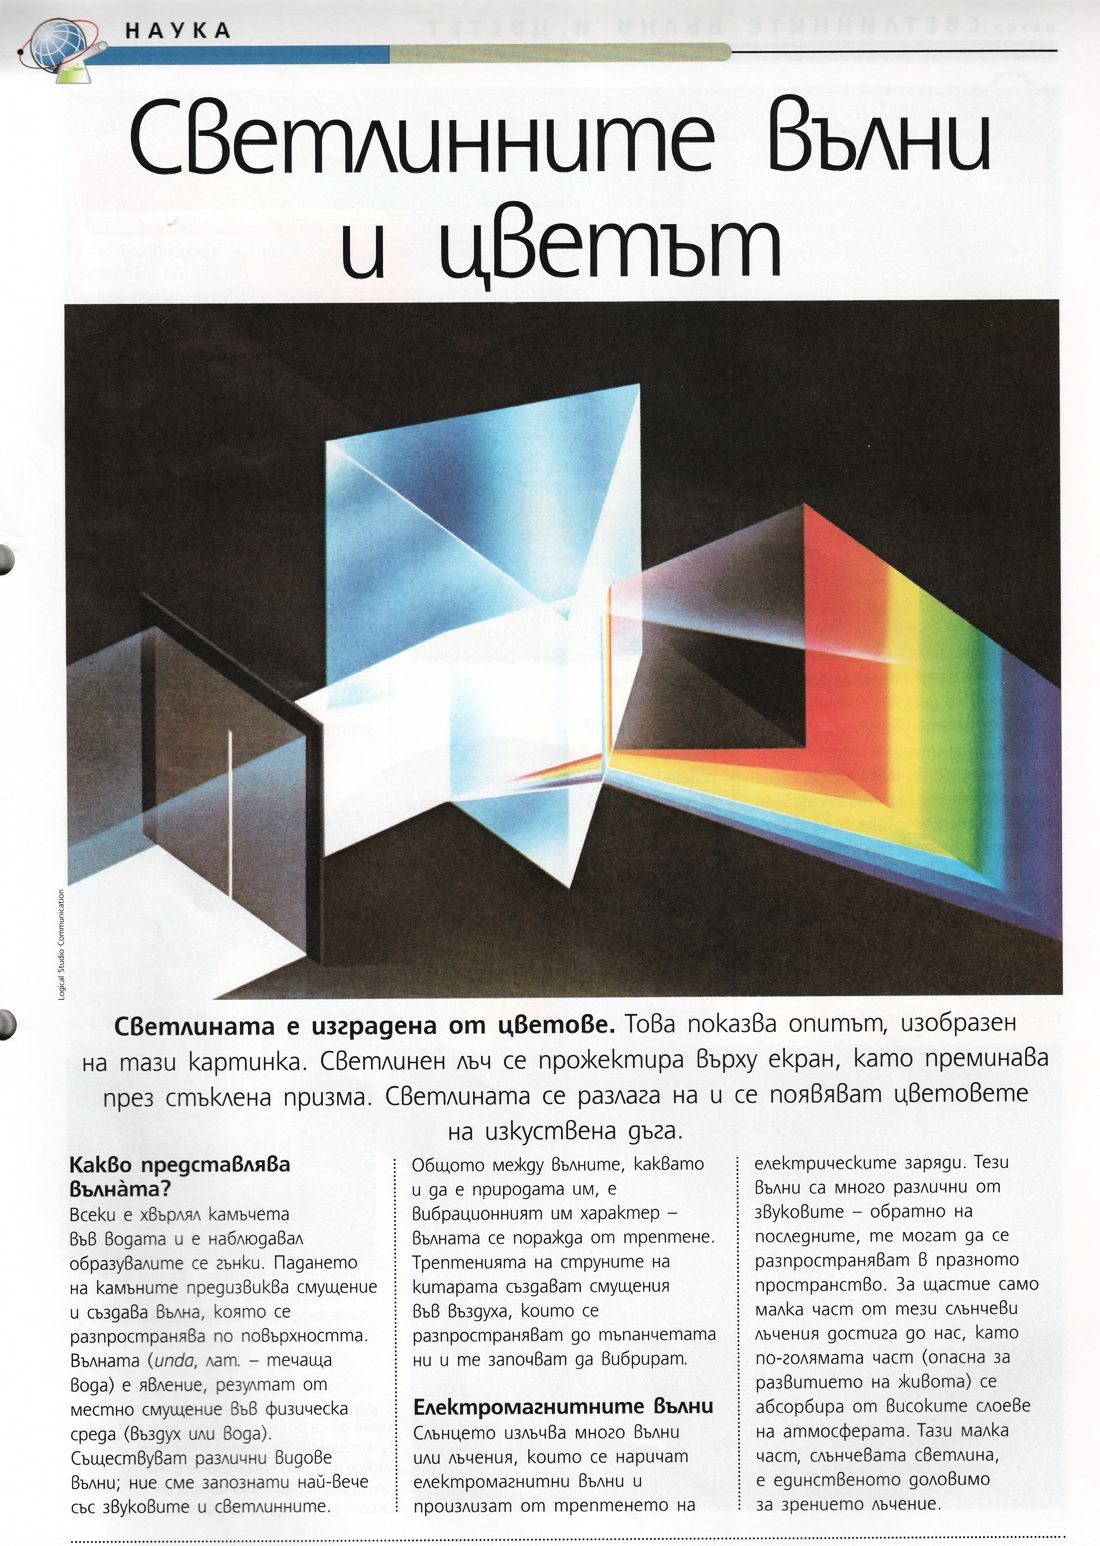 НАУКА
Светлинните вълни
и цветът
Logical Studio Communication
Светлината е изградена от цветове. Това показва опитът, изобразен
на тази картинка. Светлинен лъч се прожектира върху екран, като преминава
през стъклена призма. Светлината се разлага на и се появяват цветовете
на изкуствена дъга.
Какво представлява
вълна̀та?
Всеки е хвърлял камъчета
във водата и е наблюдавал
образувалите се гънки. Падането
на камъните предизвиква смущение
и създава вълна, която се
разпространява по повърхността.
Вълната (unda, лат. – течаща
вода) е явление, резултат от
местно смущение във физическа
среда (въздух или вода).
Съществуват различни видове
вълни; ние сме запознати най-вече
със звуковите и светлинните.
Общото между вълните, каквато
и да е природата им, е
вибрационният им характер –
вълната се поражда от трептене.
Трептенията на струните на
китарата създават смущения
във въздуха, които се
разпространяват до тъпанчетата
ни и те започват да вибрират.
Електромагнитните вълни
Слънцето излъчва много вълни
или лъчения, които се наричат
електромагнитни вълни и
произлизат от трептенето на
електрическите заряди. Тези
вълни са много различни от
звуковите – обратно на
последните, те могат да се
разпространяват в празното
пространство. За щастие само
малка част от тези слънчеви
лъчения достига до нас, като
по-голямата част (опасна за
развитието на живота) се
абсорбира от високите слоеве
на атмосферата. Тази малка
част, слънчевата светлина,
е единственото доловимо
за зрението лъчение.